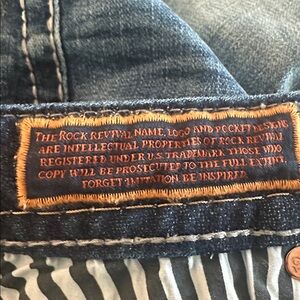 THE ROCK REVIVAL NAME, LOGO AND POCKET DESIGNS
ARE INTELLECTUAL PROPERTIES OF ROCK REVIVAL
REGISTERED UNDER U.S. TRADEMARK. THOSE WHO
COPY WILL BE PROSECUTED TO THE FULL EXTENT.
FORGET IMITATION, BE INSPIRED.